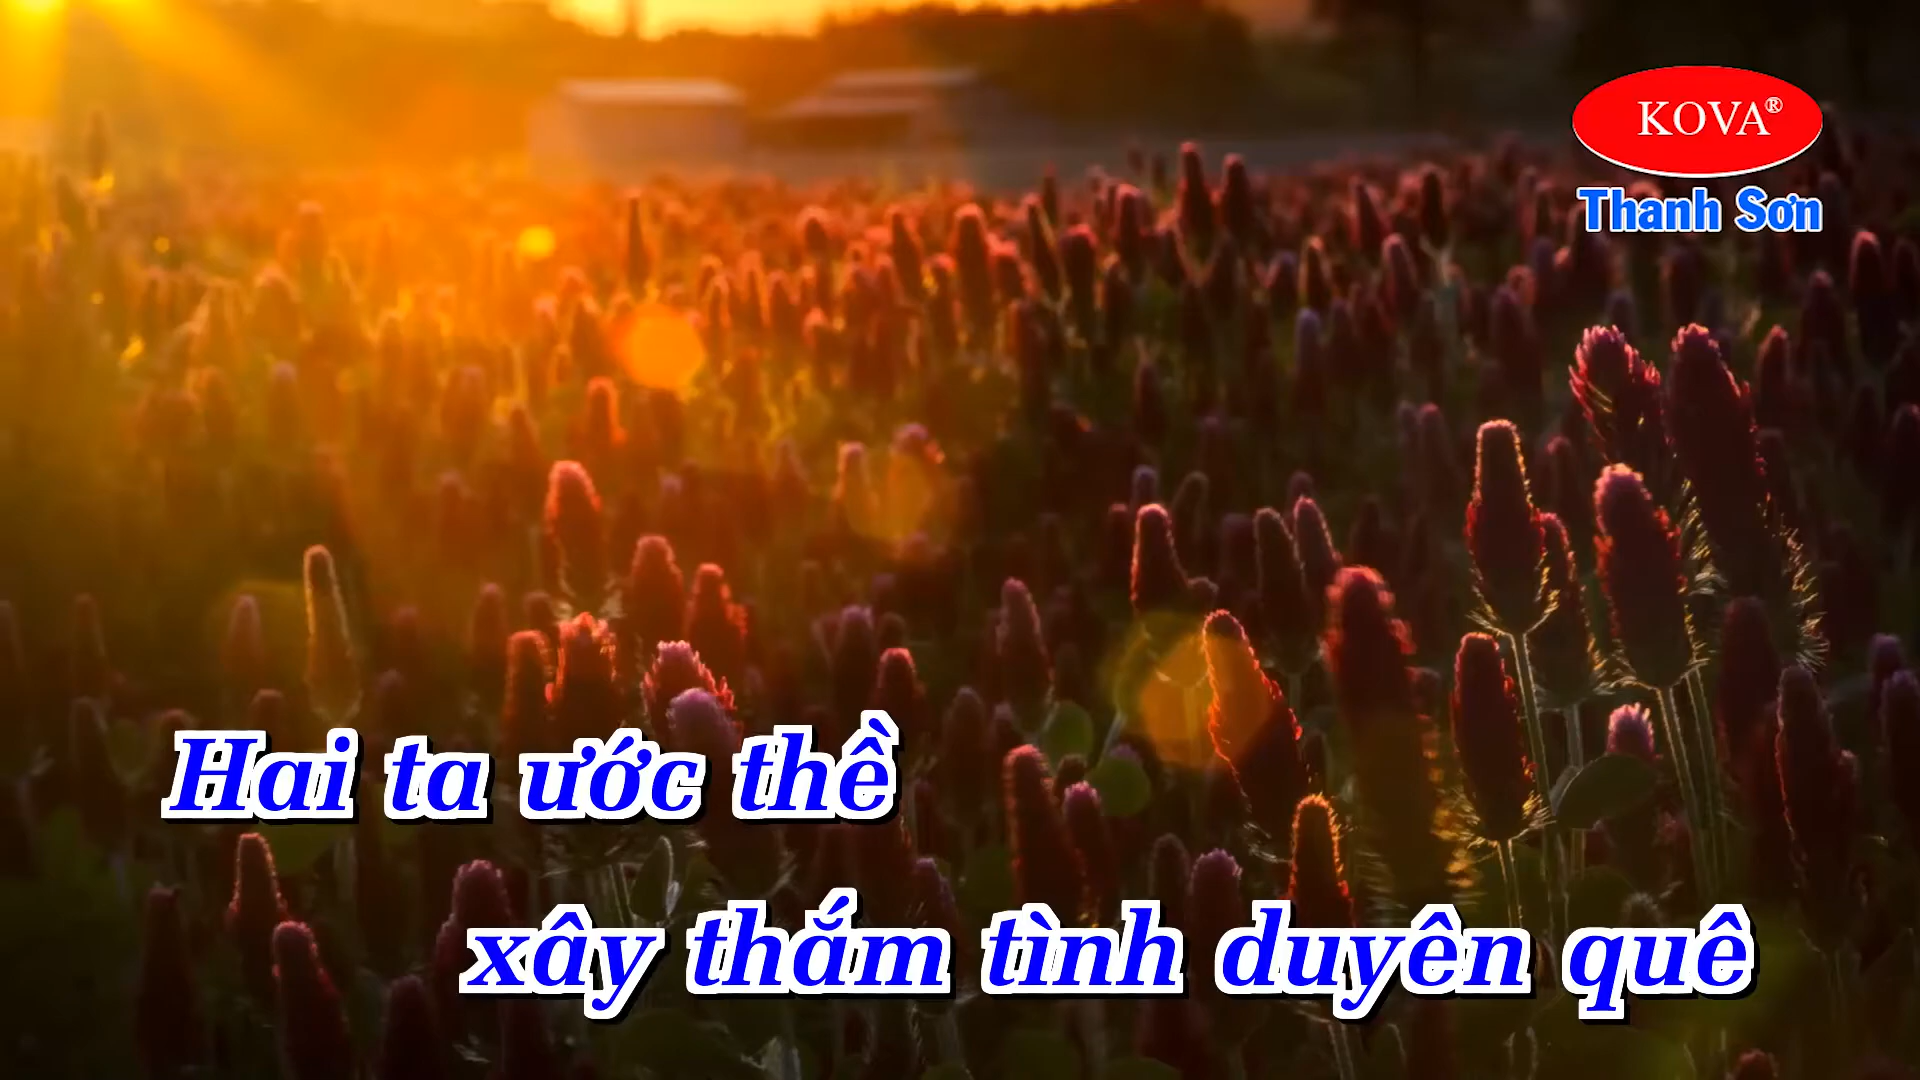 KOVA®
Thanh Sơn
Hai ta ước thề
xây thắm tình duyên quê